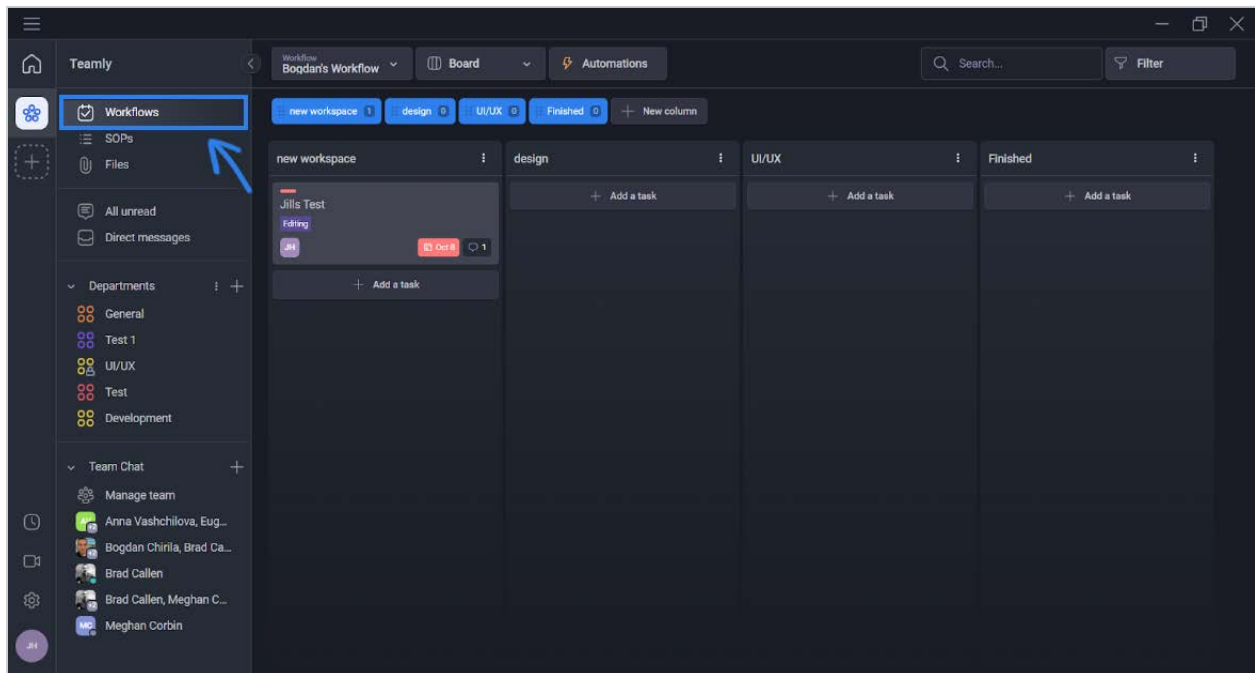 Teamly
Workflows
SOPs
Files
All unread
Direct messages
Departments
General
Test 1
UI/UX
Test
Development
Team Chat
Manage team
Anna Vashchilova, Eug...
Bogdan Chirila, Brad Ca...
Brad Callen
Brad Callen, Meghan C...
MC Meghan Corbin
JH
Workflow
Bogdan's Workflow
Board
Automations
Search...
Filter
new workspace 1 design 0 UI/UX 0 Finished 0 New column
new workspace
Jills Test
Editing
JH Oct 8 1
Add a task
design
Add a task
UI/UX
Add a task
Finished
Add a task